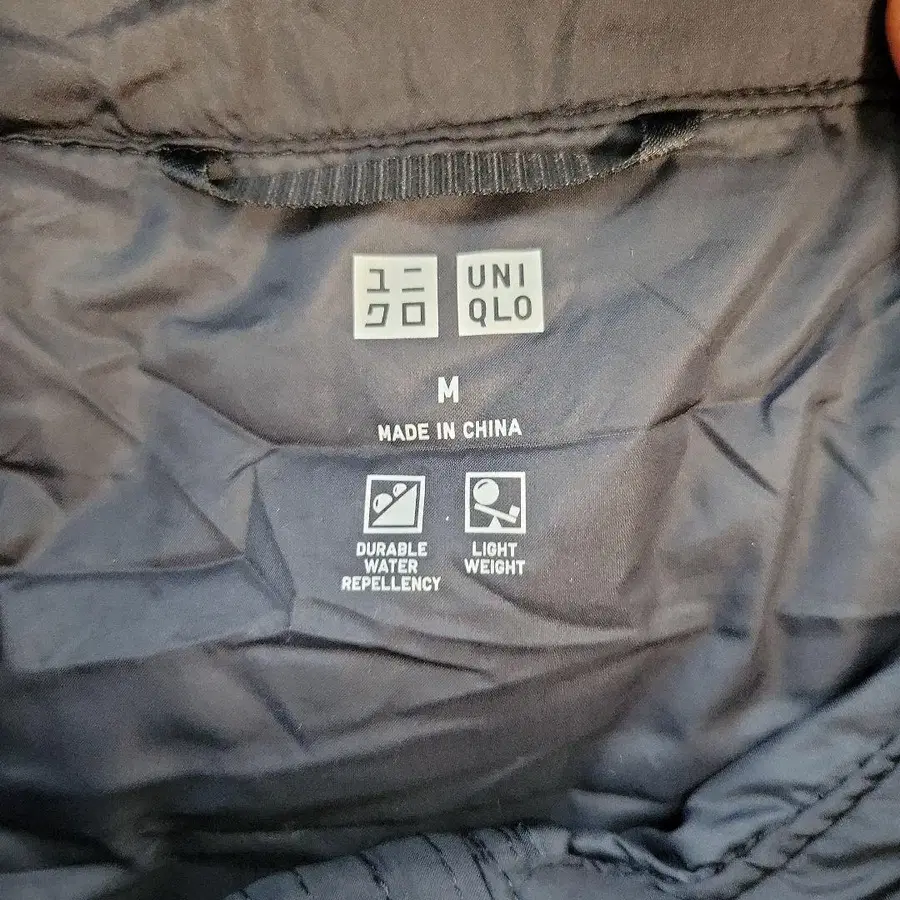 ユニ
クロ
UNI
QLO
M
MADE IN CHINA
DURABLE
WATER
REPELLENCY
LIGHT
WEIGHT